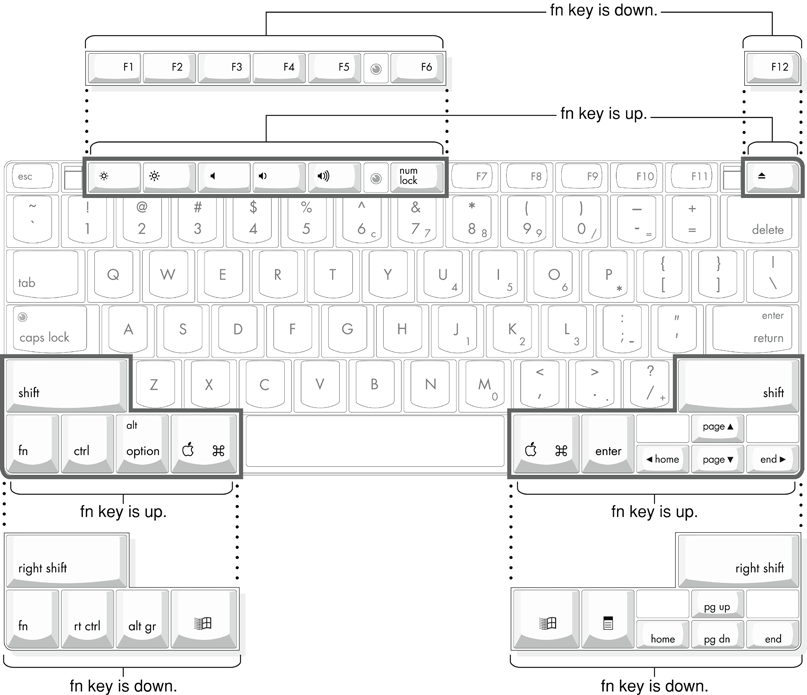 fn key is down.
F1 F2 F3 F4 F5 F6 F12
fn key is up.
esc num lock F7 F8 F9 F10 F11
~ ! @ # $ % ^ & * ( ) — +
` 1 2 3 4 5 6 c 7 7 8 8 9 9 0 / - = = delete
tab Q W E R T Y U 4 I 5 O 6 P * { [ } ] | \
caps lock A S D F G H J 1 K 2 L 3 : ; - " ' enter return
shift Z X C V B N M 0 < , > . . ? / + shift
fn ctrl alt option ⌘ ⌘ enter page ▲
◀ home page ▼ end ▶
fn key is up. fn key is up.
right shift right shift
fn rt ctrl alt gr pg up
home pg dn end
fn key is down. fn key is down.